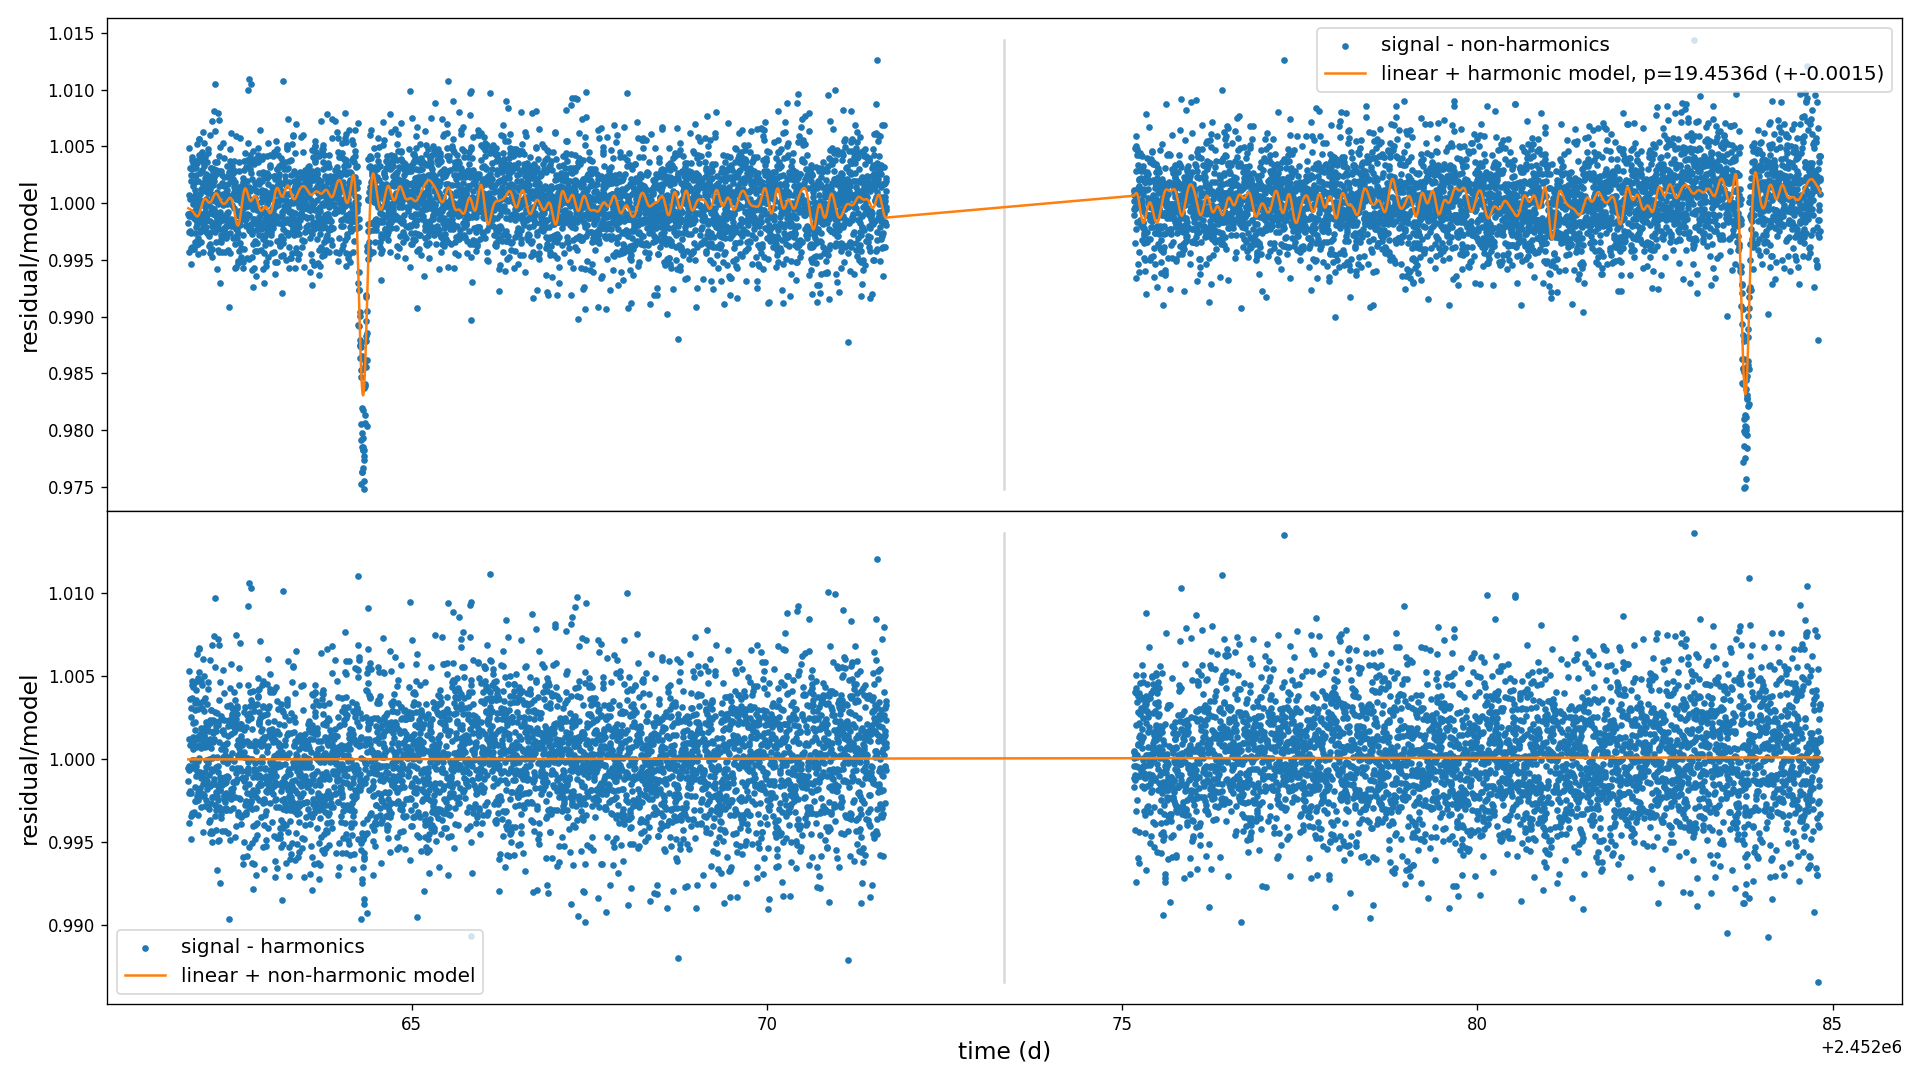 1.015
1.010
1.005
1.000
0.995
0.990
0.985
0.980
0.975
residual/model
signal - non-harmonics
linear + harmonic model, p=19.4536d (+-0.0015)
1.010
1.005
1.000
0.995
0.990
residual/model
signal - harmonics
linear + non-harmonic model
65
70
75
80
85
+2.452e6
time (d)